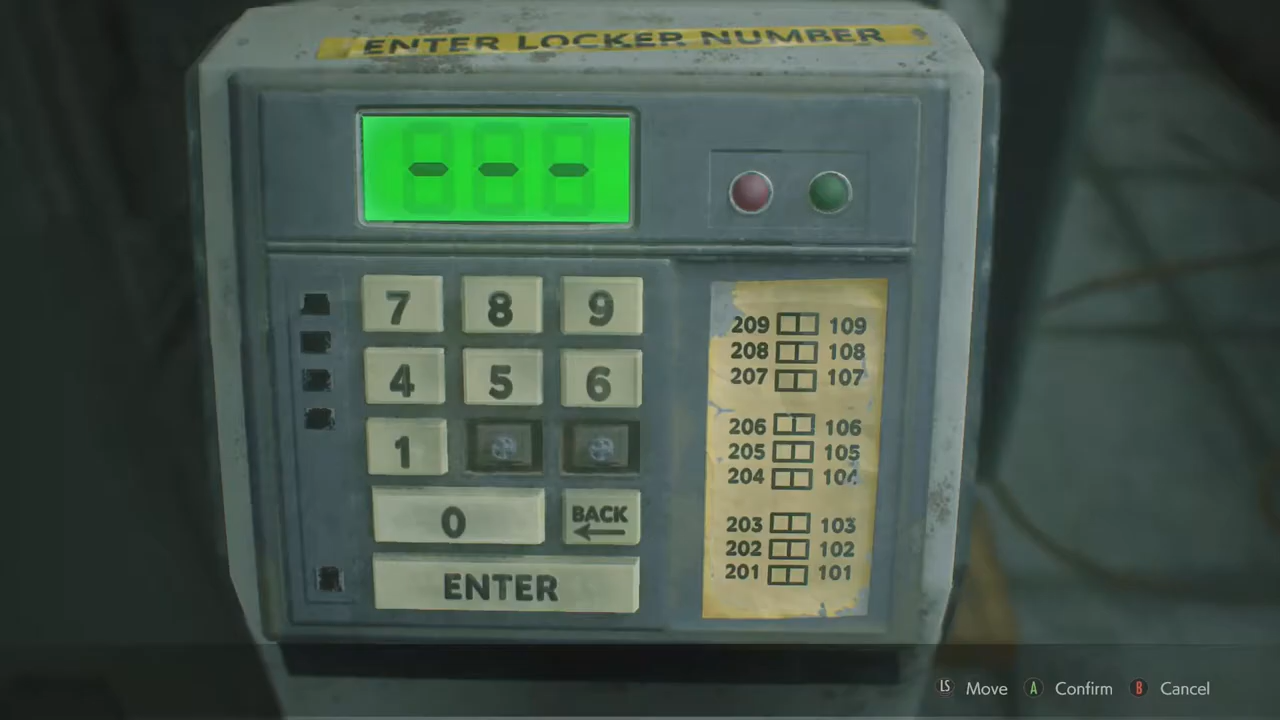 ENTER LOCKER NUMBER
---
7 8 9
4 5 6
1
0 BACK
ENTER
209 109
208 108
207 107
206 106
205 105
204 104
203 103
202 102
201 101
LS Move A Confirm B Cancel